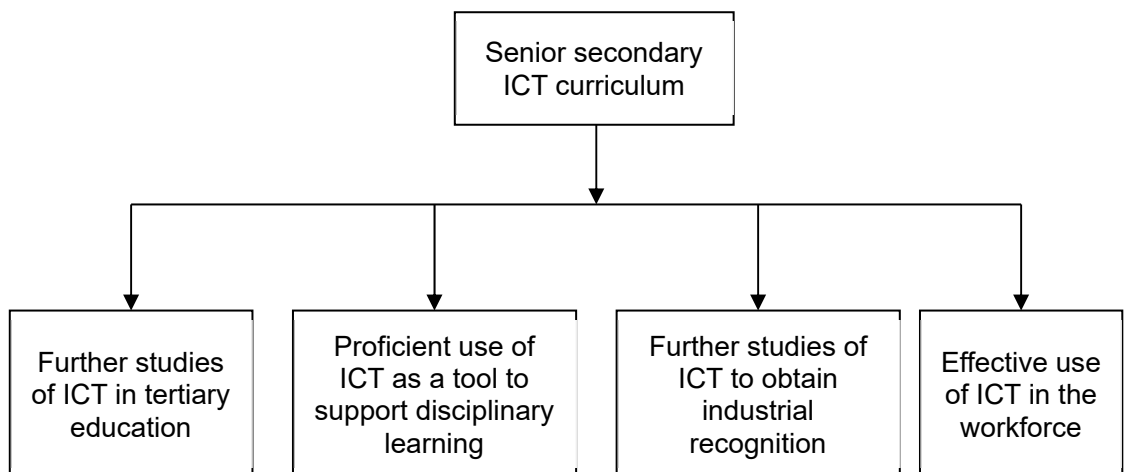 Senior secondary
ICT curriculum
Further studies
of ICT in tertiary
education
Proficient use of
ICT as a tool to
support disciplinary
learning
Further studies of
ICT to obtain
industrial
recognition
Effective use
of ICT in the
workforce